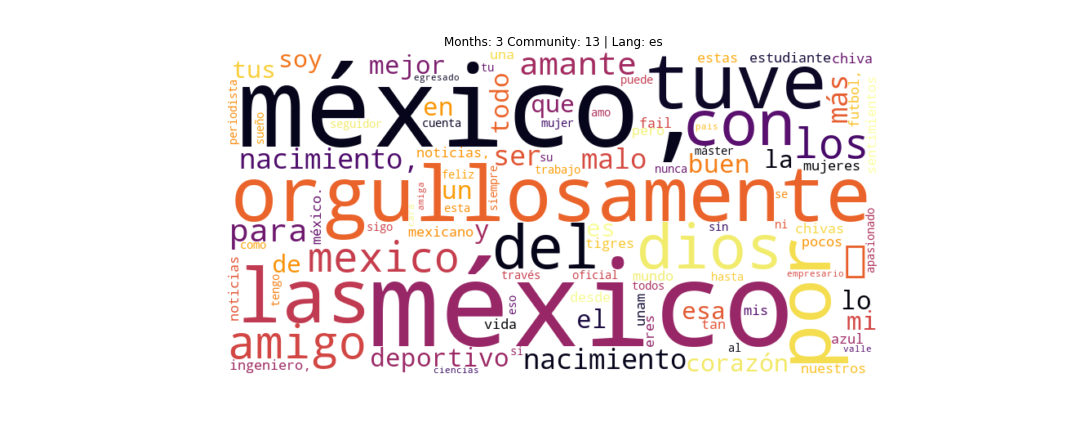 Months: 3 Community: 13 | Lang: es
tus soy mejor egresado tu una amante estas estudiante chiva
periodista sueño méxico, todo que amo puede tuve más futbol,
seguidor en cuenta mujer fail pero con país los sentimientos
nacimiento, noticias, ser su malo trabajo nunca buen máster la mujeres
orgullosamente feliz un esta amiga siempre se
para méxico. sigo mexicano y del es tigres dios sin ni chivas pocos apasionado
como de mexico través oficial mundo hasta por empresario
noticias tengo las méxico eso desde todos unam esa tan mis lo
vida el eres mi
amigo deportivo si nacimiento al corazón azul valle
ingeniero, ciencias nuestros